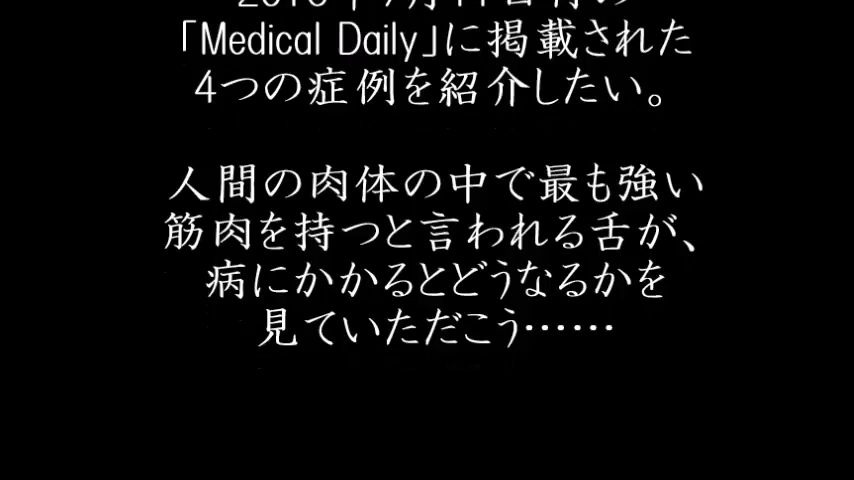 「Medical Daily」に掲載された
4つの症例を紹介したい。
人間の肉体の中で最も強い
筋肉を持つと言われる舌が、
病にかかるとどうなるかを
見ていただこう……